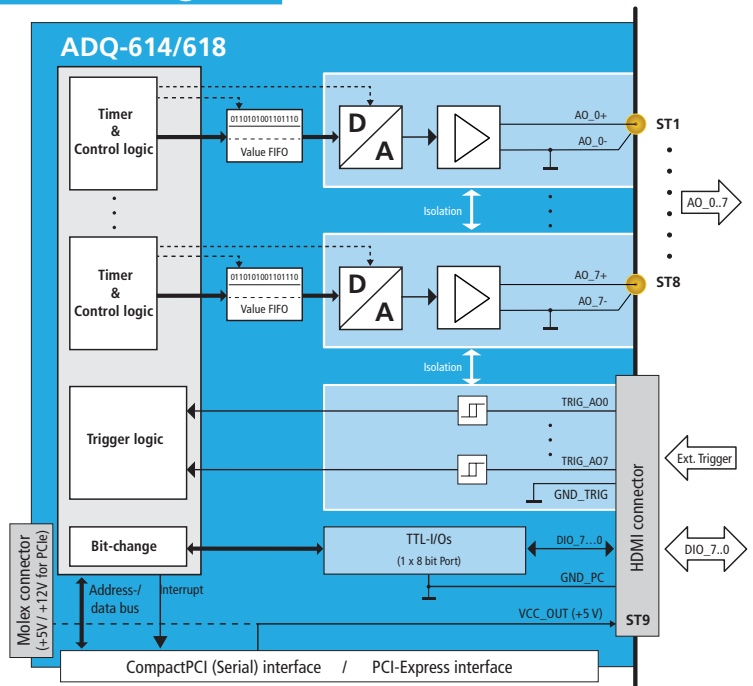 ADQ-614/618
Timer
&
Control logic
0110101001101110
Value FIFO
D
A
AO_0+
AO_0-
ST1
Isolation
AO_0..7
Timer
&
Control logic
0110101001101110
Value FIFO
D
A
AO_7+
AO_7-
ST8
Isolation
Trigger logic
TRIG_AO0
TRIG_AO7
GND_TRIG
HDMI connector
Ext. Trigger
Bit-change
TTL-I/Os
(1 x 8 bit Port)
DIO_7...0
DIO_7..0
GND_PC
VCC_OUT (+5 V)
ST9
Molex connector
(+5V / +12V for PCIe)
Address-/
data bus
Interrupt
CompactPCI (Serial) interface / PCI-Express interface